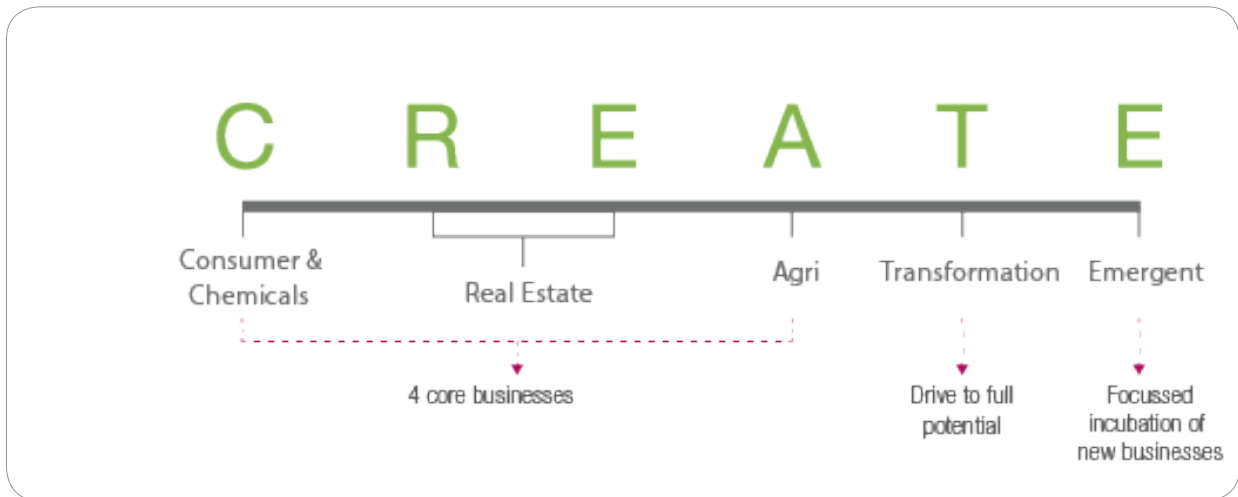 C R E A T E
Consumer &
Chemicals
Real Estate
Agri
Transformation
Emergent
4 core businesses
Drive to full
potential
Focussed
incubation of
new businesses